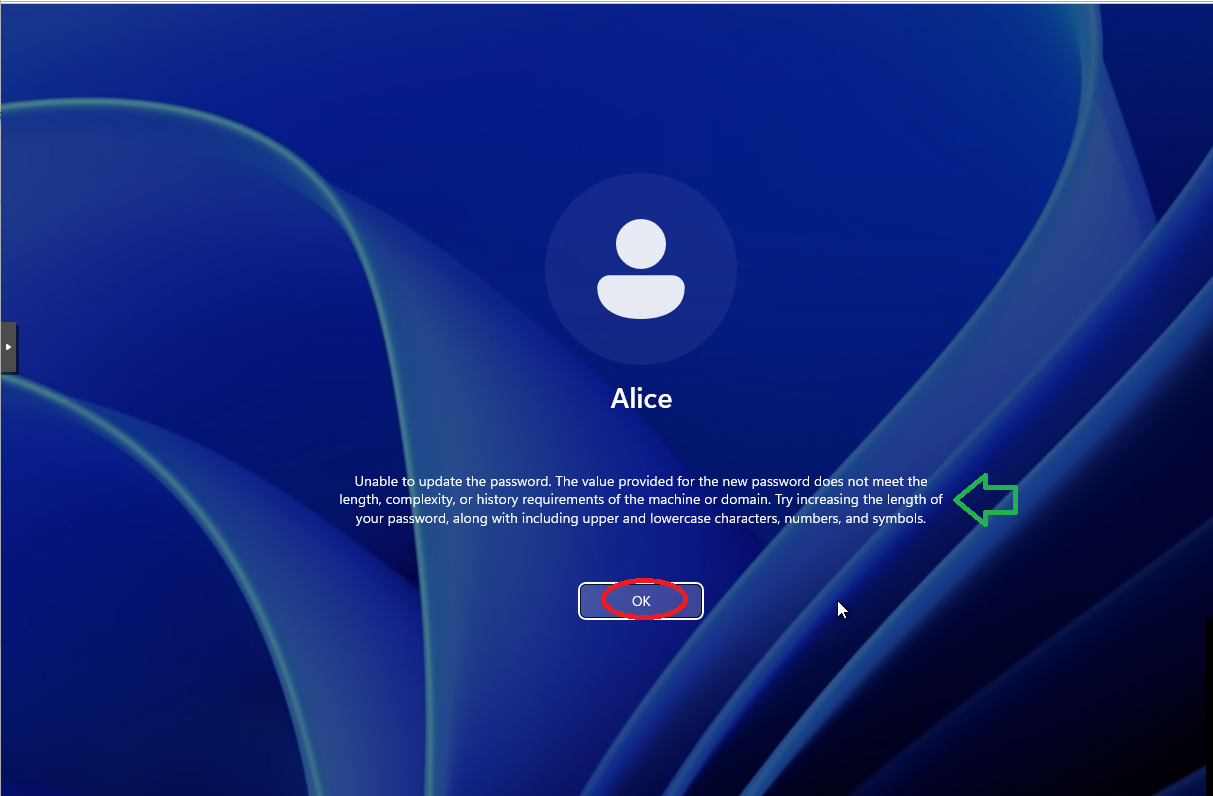 Alice
Unable to update the password. The value provided for the new password does not meet the
length, complexity, or history requirements of the machine or domain. Try increasing the length of
your password, along with including upper and lowercase characters, numbers, and symbols.
OK